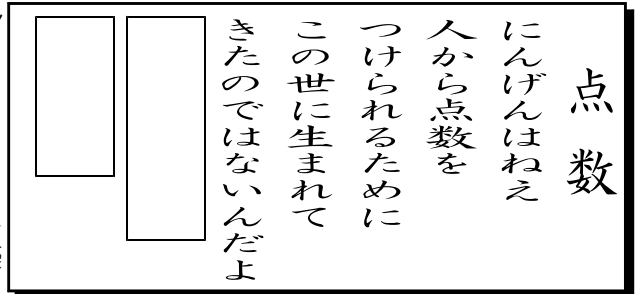 点数
にんげんはねえ
人から点数を
つけられるために
この世に生まれて
きたのではないんだよ